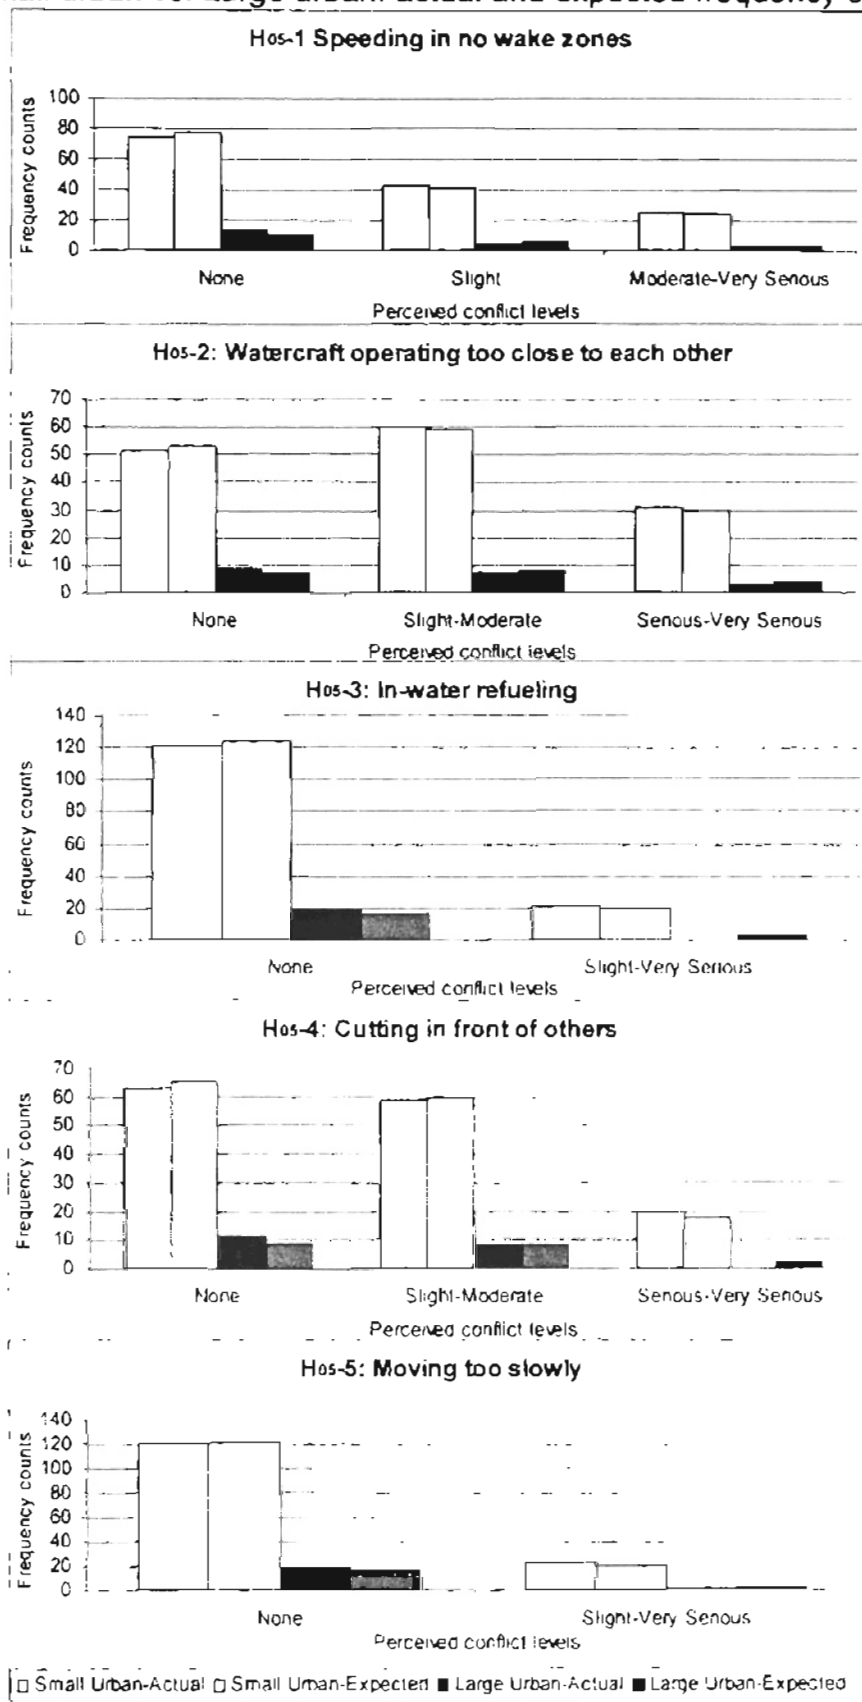 Hos-1 Speeding in no wake zones
Frequency counts
100
80
60
40
20
0
None Slight Moderate-Very Serious
Perceived conflict levels
Hos-2: Watercraft operating too close to each other
Frequency counts
70
60
50
40
30
20
10
0
None Slight-Moderate Serious-Very Serious
Perceived conflict levels
Hos-3: In-water refueling
Frequency counts
140
120
100
80
60
40
20
0
None Slight-Very Serious
Perceived conflict levels
Hos-4: Cutting in front of others
Frequency counts
70
60
50
40
30
20
10
0
None Slight-Moderate Serious-Very Serious
Perceived conflict levels
Hos-5: Moving too slowly
Frequency counts
140
120
100
80
60
40
20
0
None Slight-Very Serious
Perceived conflict levels
Small Urban-Actual Small Urban-Expected Large Urban-Actual Large Urban-Expected